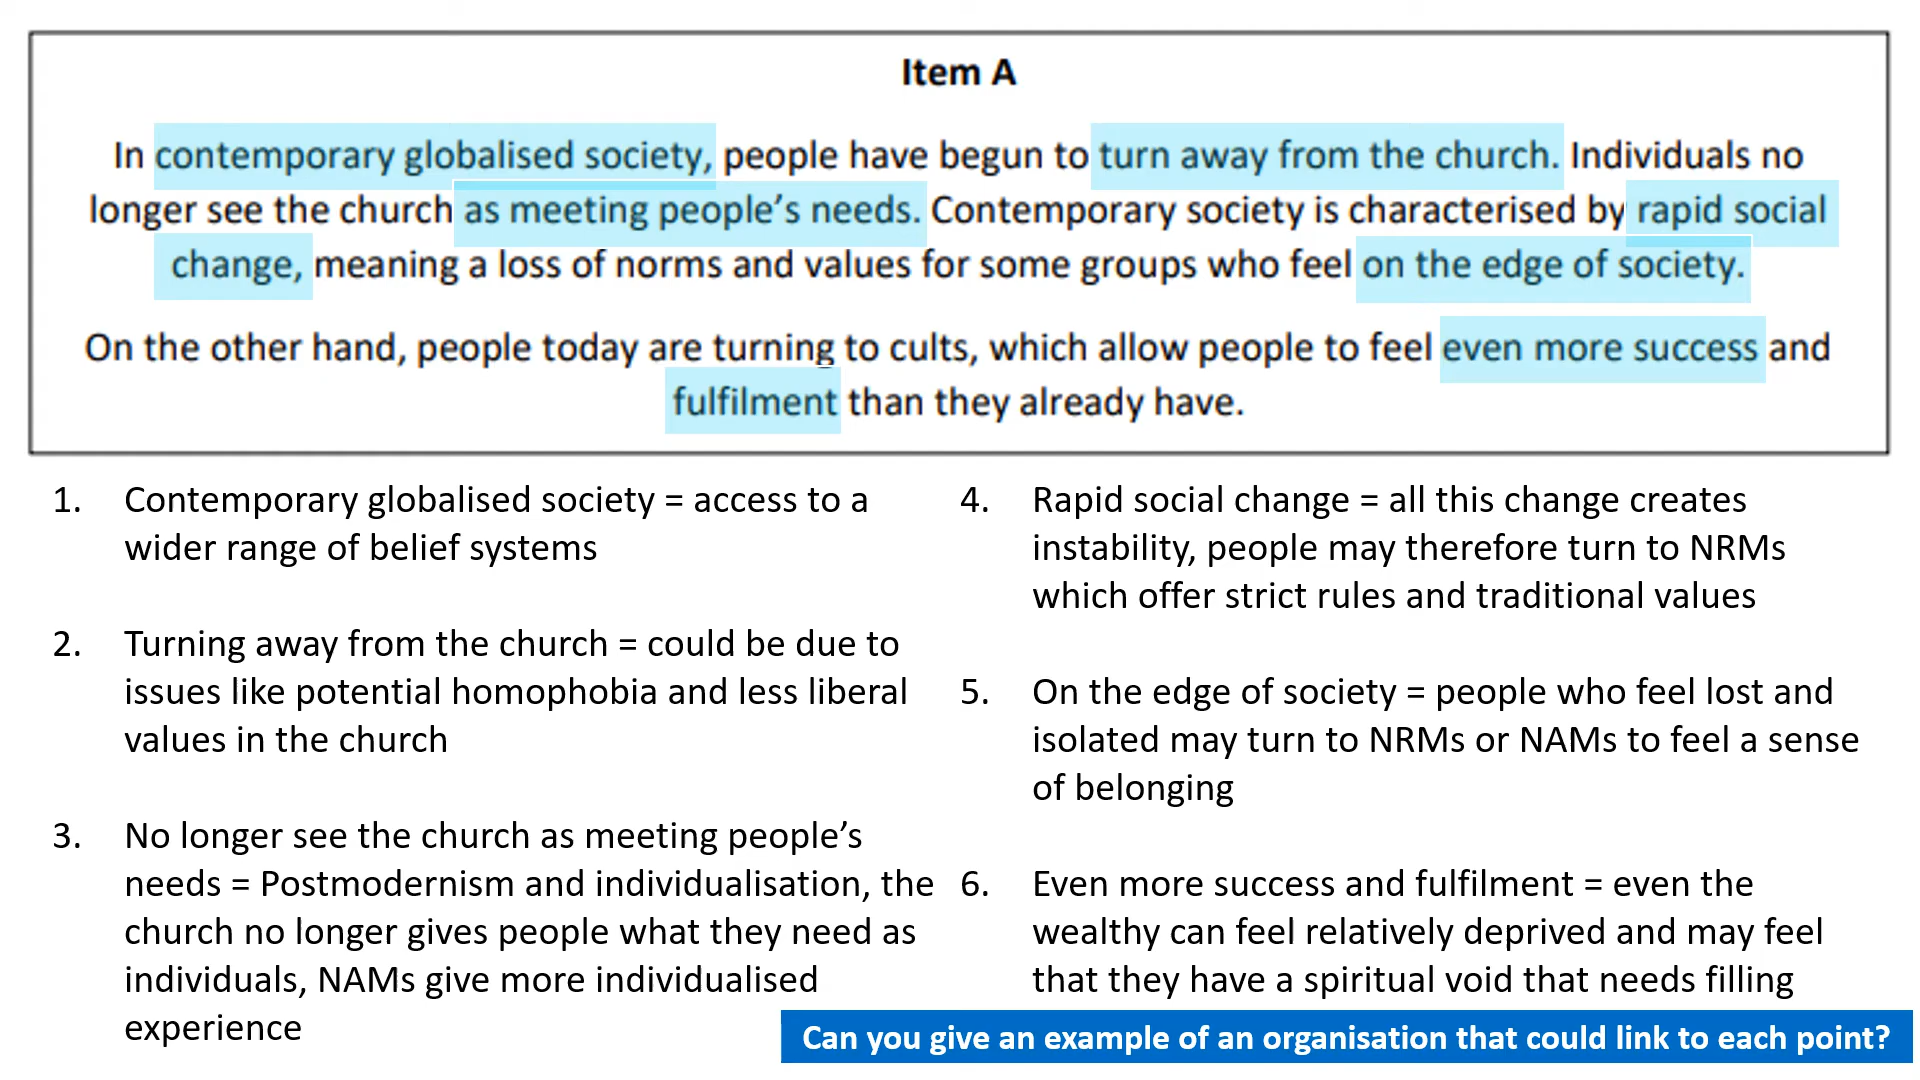 Item A
In contemporary globalised society, people have begun to turn away from the church. Individuals no
longer see the church as meeting people's needs. Contemporary society is characterised by rapid social
change, meaning a loss of norms and values for some groups who feel on the edge of society.
On the other hand, people today are turning to cults, which allow people to feel even more success and
fulfilment than they already have.
1. Contemporary globalised society = access to a
wider range of belief systems
2. Turning away from the church = could be due to
issues like potential homophobia and less liberal
values in the church
3. No longer see the church as meeting people's
needs = Postmodernism and individualisation, the
church no longer gives people what they need as
individuals, NAMs give more individualised
experience
4. Rapid social change = all this change creates
instability, people may therefore turn to NRMs
which offer strict rules and traditional values
5. On the edge of society = people who feel lost and
isolated may turn to NRMs or NAMs to feel a sense
of belonging
6. Even more success and fulfilment = even the
wealthy can feel relatively deprived and may feel
that they have a spiritual void that needs filling
Can you give an example of an organisation that could link to each point?